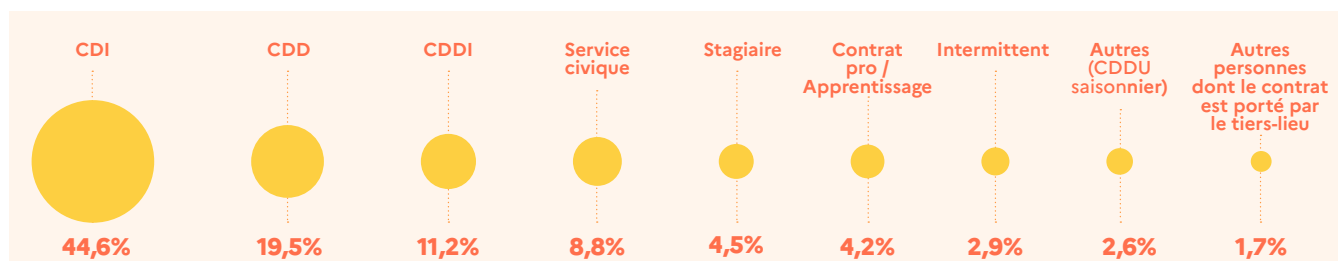 CDI
44,6%
CDD
19,5%
CDDI
11,2%
Service
civique
8,8%
Stagiaire
4,5%
Contrat
pro /
Apprentissage
4,2%
Intermittent
2,9%
Autres
(CDDU
saisonnier)
2,6%
Autres
personnes
dont le contrat
est porté par
le tiers-lieu
1,7%